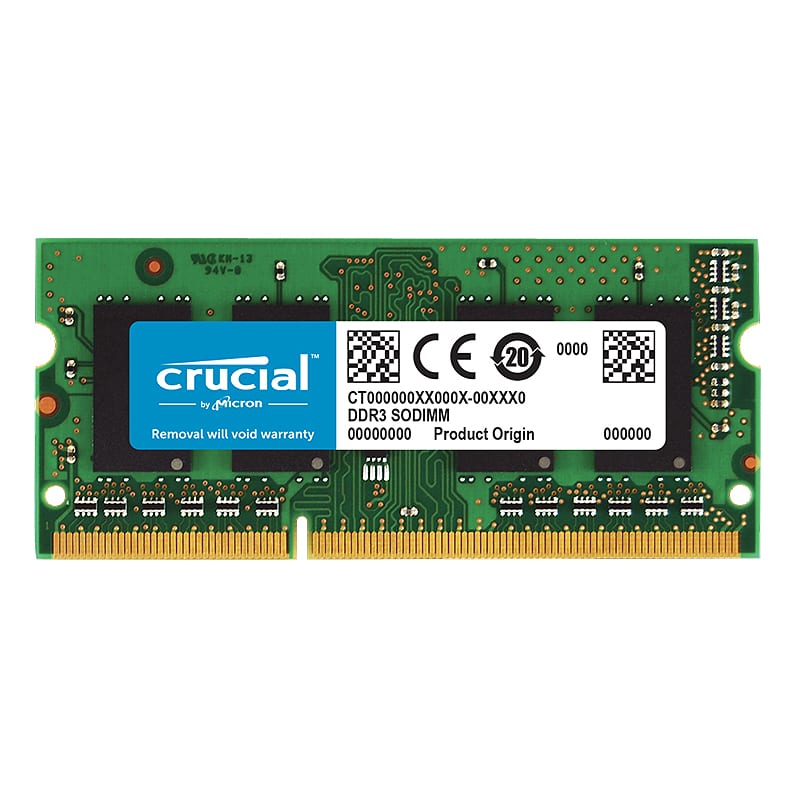 KH-13
94V-0
crucial™
by Micron
Removal will void warranty
CE 20 0000
CT000000XX000X-00XXX0
DDR3 SODIMM
00000000 Product Origin 000000